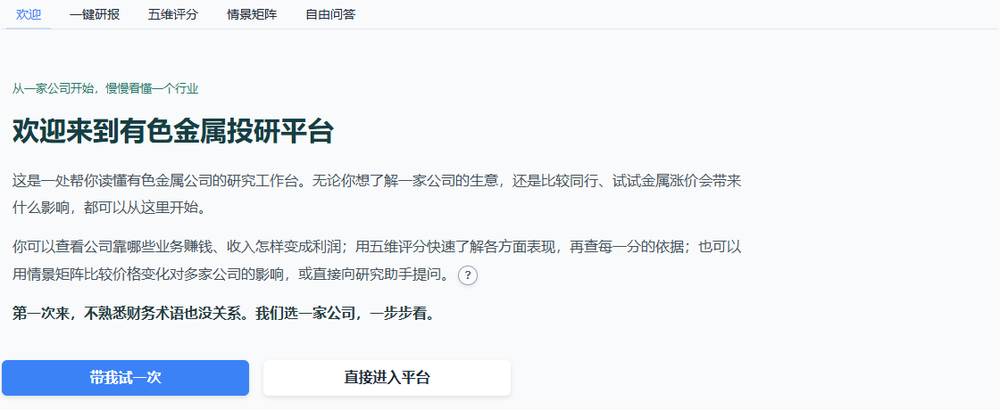 欢迎 一键研报 五维评分 情景矩阵 自由问答
从一家公司开始，慢慢看懂一个行业
欢迎来到有色金属投研平台
这是一处帮你读懂有色金属公司的研究工作台。无论你想了解一家公司的生意，还是比较同行、试试金属涨价会带来
什么影响，都可以从这里开始。
你可以查看公司靠哪些业务赚钱、收入怎样变成利润；用五维评分快速了解各方面表现，再查每一分的依据；也可以
用情景矩阵比较价格变化对多家公司的影响，或直接向研究助手提问。 ?
第一次来，不熟悉财务术语也没关系。我们选一家公司，一步步看。
带我试一次 直接进入平台